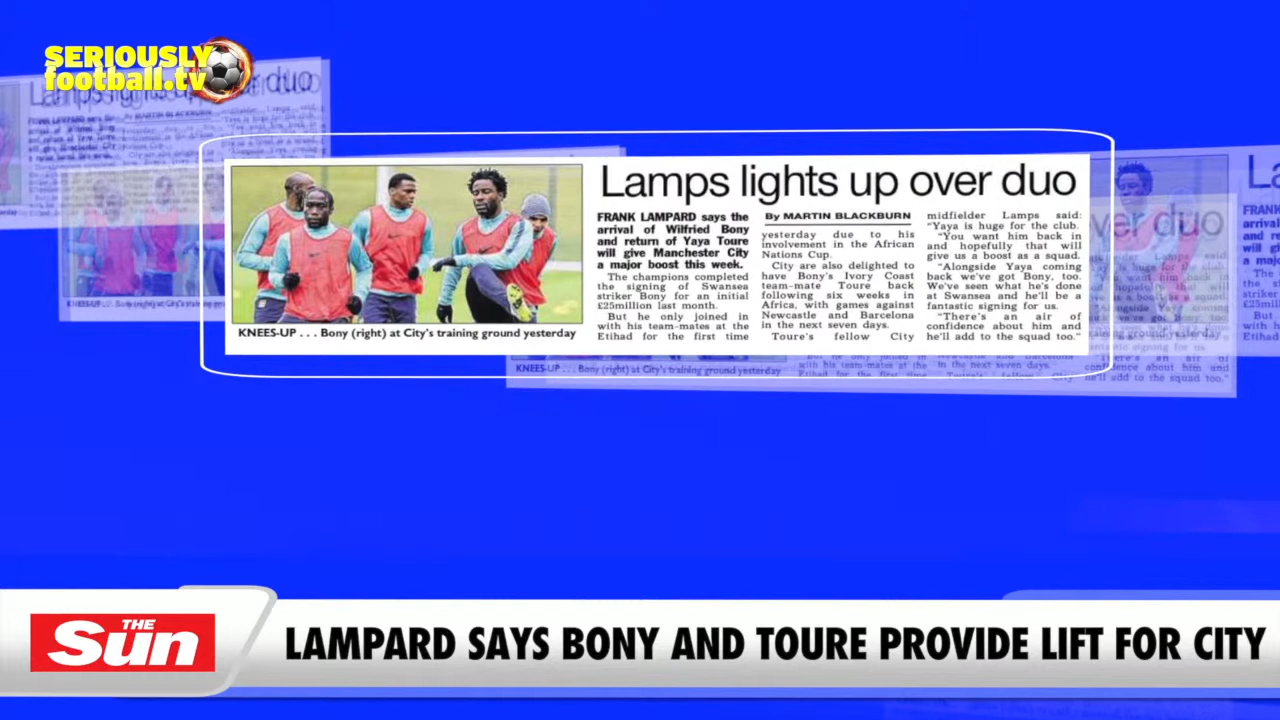 SERIOUSLY
football.tv
Lamps lights up over duo
FRANK LAMPARD says the
arrival of Wilfried Bony
and return of Yaya Toure
will give Manchester City
a major boost this week.
The champions completed
the signing of Swansea
striker Bony for an initial
£25million last month.
But he only joined in
with his team-mates at the
Etihad for the first time
By MARTIN BLACKBURN
yesterday due to his
involvement in the African
Nations Cup.
City are also delighted to
have Bony's Ivory Coast
team-mate Toure back
following six weeks in
Africa, with games against
Newcastle and Barcelona
in the next seven days.
Toure's fellow City
midfielder Lamps said:
"Yaya is huge for the club.
"You want him back in
and hopefully that will
give us a boost as a squad.
"Alongside Yaya coming
back we've got Bony, too.
We've seen what he's done
at Swansea and he'll be a
fantastic signing for us.
"There's an air of
confidence about him and
he'll add to the squad too."
KNEES-UP . . . Bony (right) at City's training ground yesterday
KNEES-UP . . . Bony (right) at City's training ground yesterday
THE
Sun
LAMPARD SAYS BONY AND TOURE PROVIDE LIFT FOR CITY